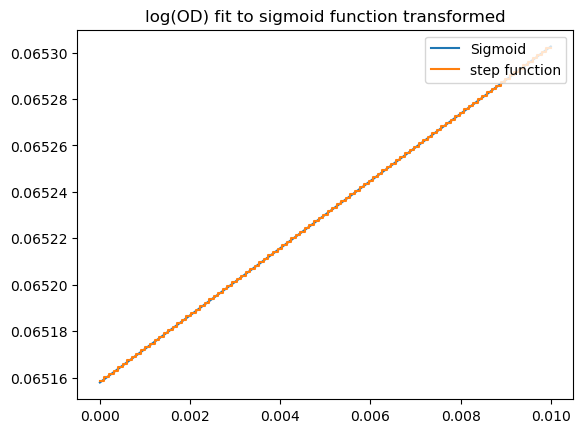 log(OD) fit to sigmoid function transformed
Sigmoid
step function
0.06530
0.06528
0.06526
0.06524
0.06522
0.06520
0.06518
0.06516
0.000 0.002 0.004 0.006 0.008 0.010